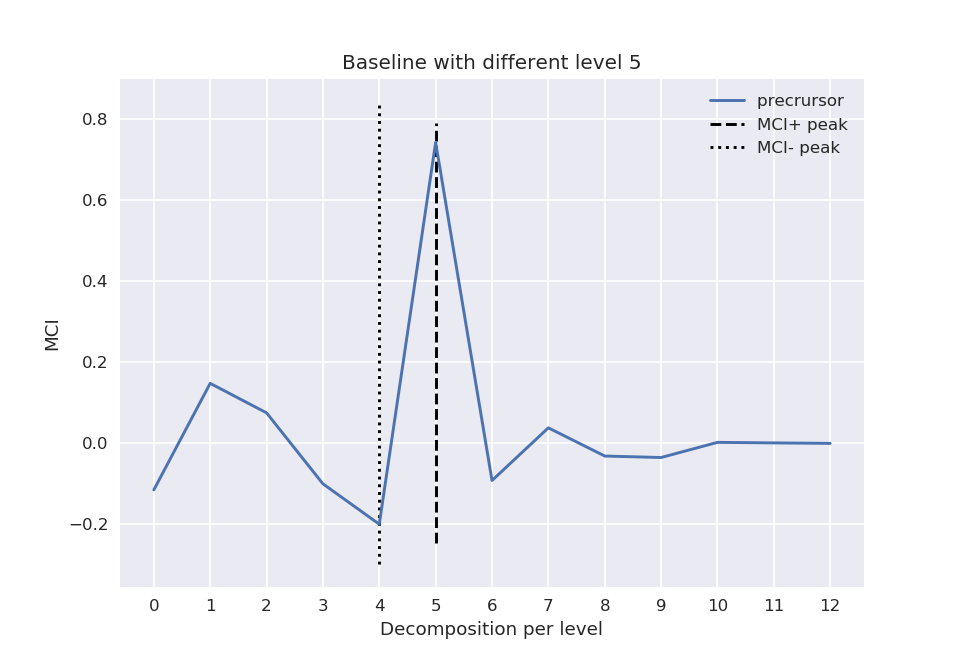 Baseline with different level 5
precrursor
MCI+ peak
MCI- peak
MCI
0.8
0.6
0.4
0.2
0.0
−0.2
0 1 2 3 4 5 6 7 8 9 10 11 12
Decomposition per level